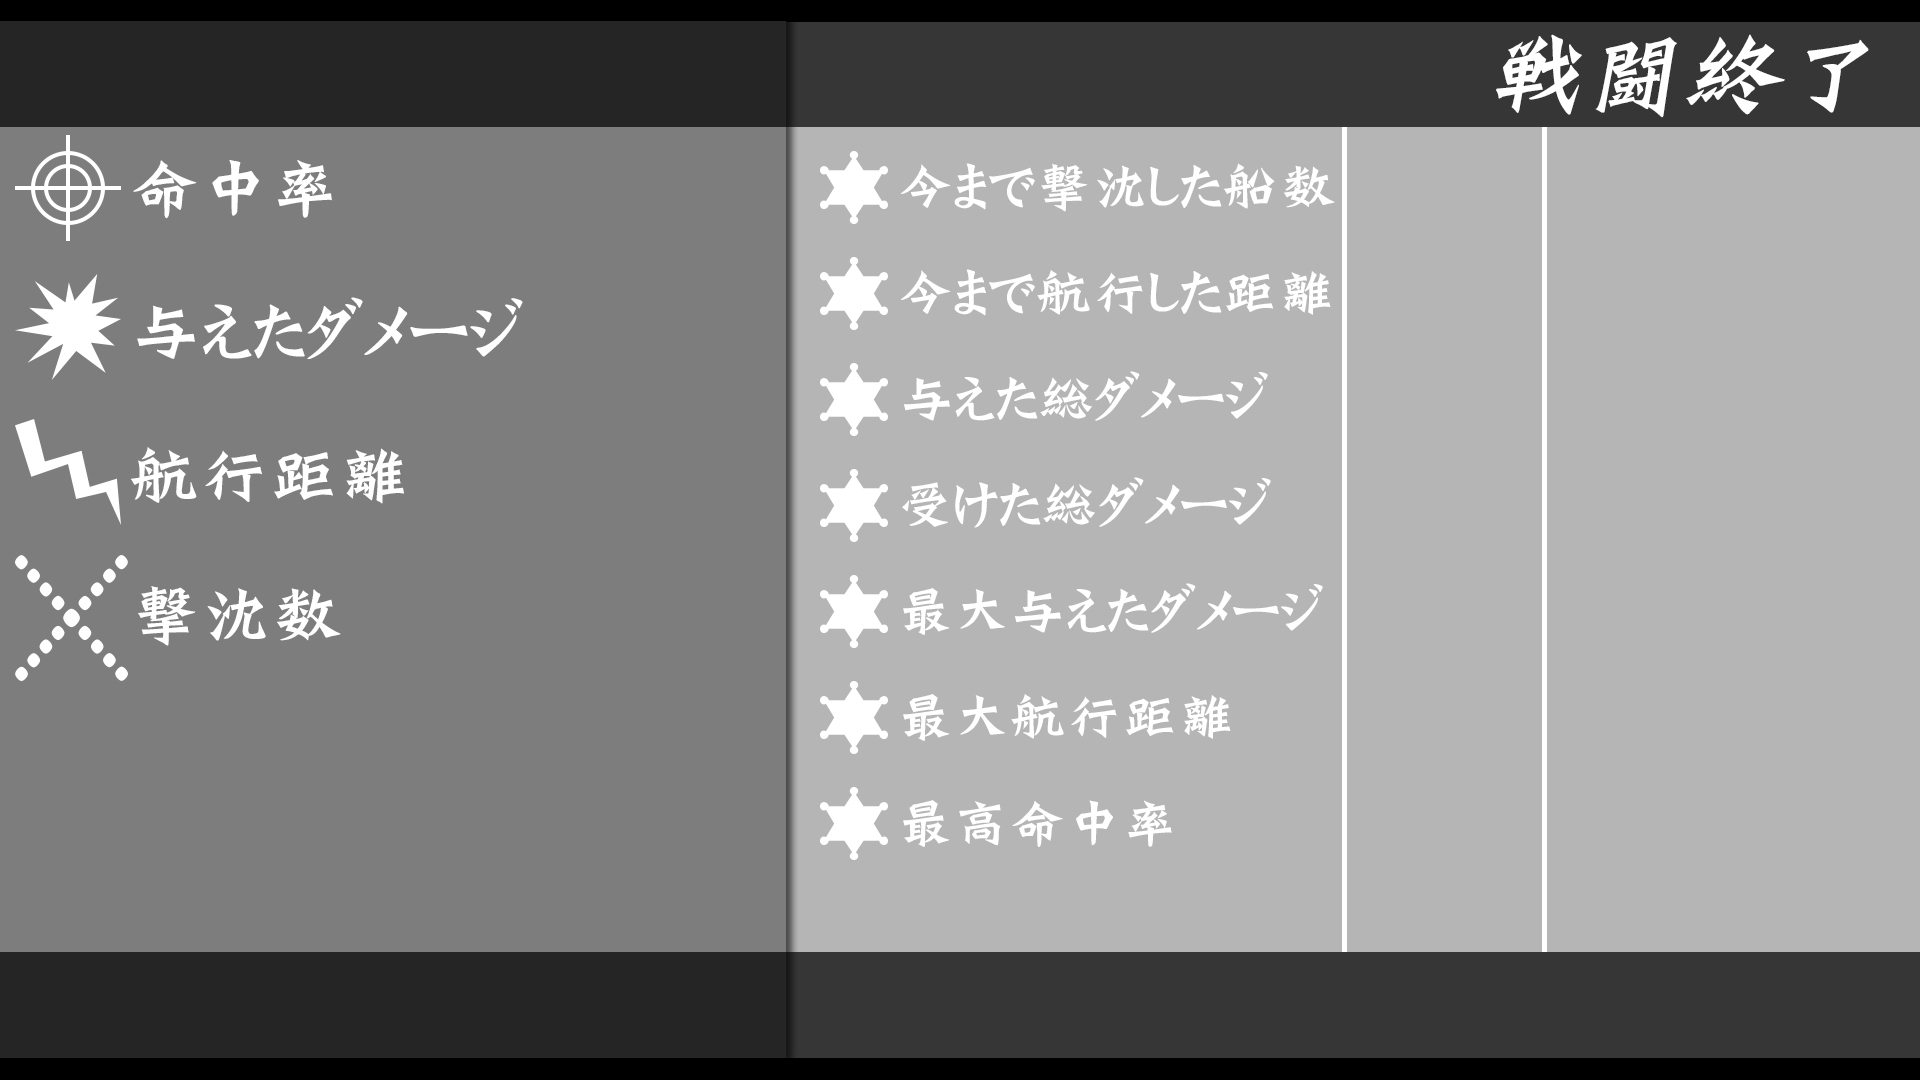 戦闘終了
命中率
与えたダメージ
航行距離
撃沈数
今まで撃沈した船数
今まで航行した距離
与えた総ダメージ
受けた総ダメージ
最大与えたダメージ
最大航行距離
最高命中率